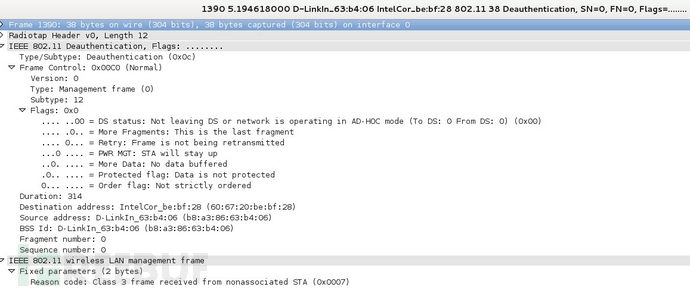 1390 5.194618000 D-LinkIn_63:b4:06 IntelCor_be:bf:28 802.11 38 Deauthentication, SN=0, FN=0, Flags=........
Frame 1390: 38 bytes on wire (304 bits), 38 bytes captured (304 bits) on interface 0
Radiotap Header v0, Length 12
IEEE 802.11 Deauthentication, Flags: ........
Type/Subtype: Deauthentication (0x0c)
Frame Control: 0x00C0 (Normal)
Version: 0
Type: Management frame (0)
Subtype: 12
Flags: 0x0
.... ..00 = DS status: Not leaving DS or network is operating in AD-HOC mode (To DS: 0 From DS: 0) (0x00)
.... .0.. = More Fragments: This is the last fragment
.... 0... = Retry: Frame is not being retransmitted
...0 .... = PWR MGT: STA will stay up
..0. .... = More Data: No data buffered
.0.. .... = Protected flag: Data is not protected
0... .... = Order flag: Not strictly ordered
Duration: 314
Destination address: IntelCor_be:bf:28 (60:67:20:be:bf:28)
Source address: D-LinkIn_63:b4:06 (b8:a3:86:63:b4:06)
BSS Id: D-LinkIn_63:b4:06 (b8:a3:86:63:b4:06)
Fragment number: 0
Sequence number: 0
IEEE 802.11 wireless LAN management frame
Fixed parameters (2 bytes)
Reason code: Class 3 frame received from nonassociated STA (0x0007)